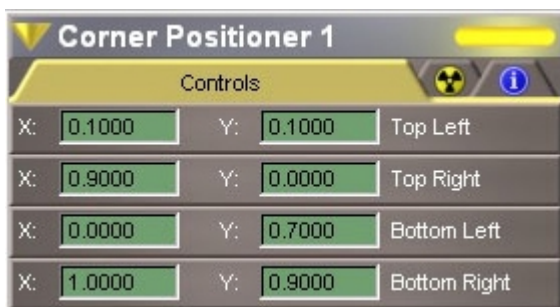 Corner Positioner 1
Controls
X: 0.1000 Y: 0.1000 Top Left
X: 0.9000 Y: 0.0000 Top Right
X: 0.0000 Y: 0.7000 Bottom Left
X: 1.0000 Y: 0.9000 Bottom Right